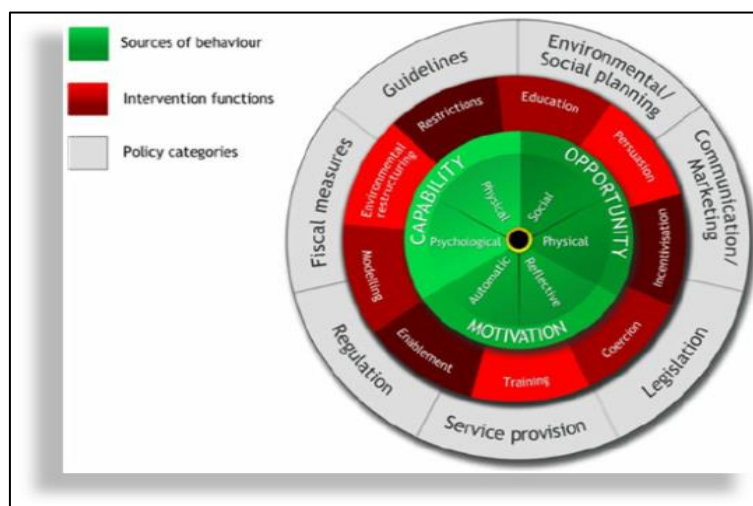 Sources of behaviour
Intervention functions
Policy categories
Guidelines
Environmental/
Social planning
Communication/
Marketing
Legislation
Service provision
Regulation
Fiscal measures
Restrictions
Education
Persuasion
Incentivisation
Coercion
Training
Enablement
Modelling
Environmental
restructuring
CAPABILITY
OPPORTUNITY
MOTIVATION
Physical
Social
Psychological
Physical
Automatic
Reflective